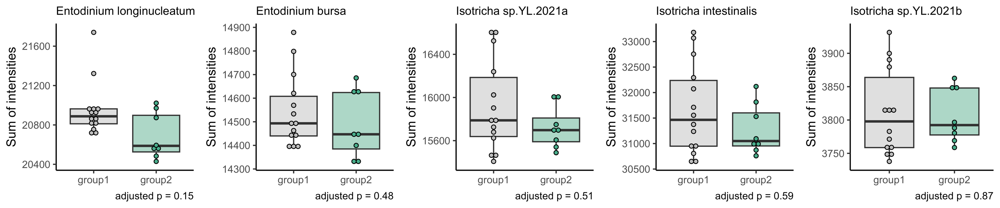 Entodinium longinucleatum
Sum of intensities
21600
21200
20800
20400
group1
group2
adjusted p = 0.15
Entodinium bursa
Sum of intensities
14900
14800
14700
14600
14500
14400
14300
group1
group2
adjusted p = 0.48
Isotricha sp.YL.2021a
Sum of intensities
16400
16000
15600
group1
group2
adjusted p = 0.51
Isotricha intestinalis
Sum of intensities
33000
32500
32000
31500
31000
30500
group1
group2
adjusted p = 0.59
Isotricha sp.YL.2021b
Sum of intensities
3900
3850
3800
3750
group1
group2
adjusted p = 0.87